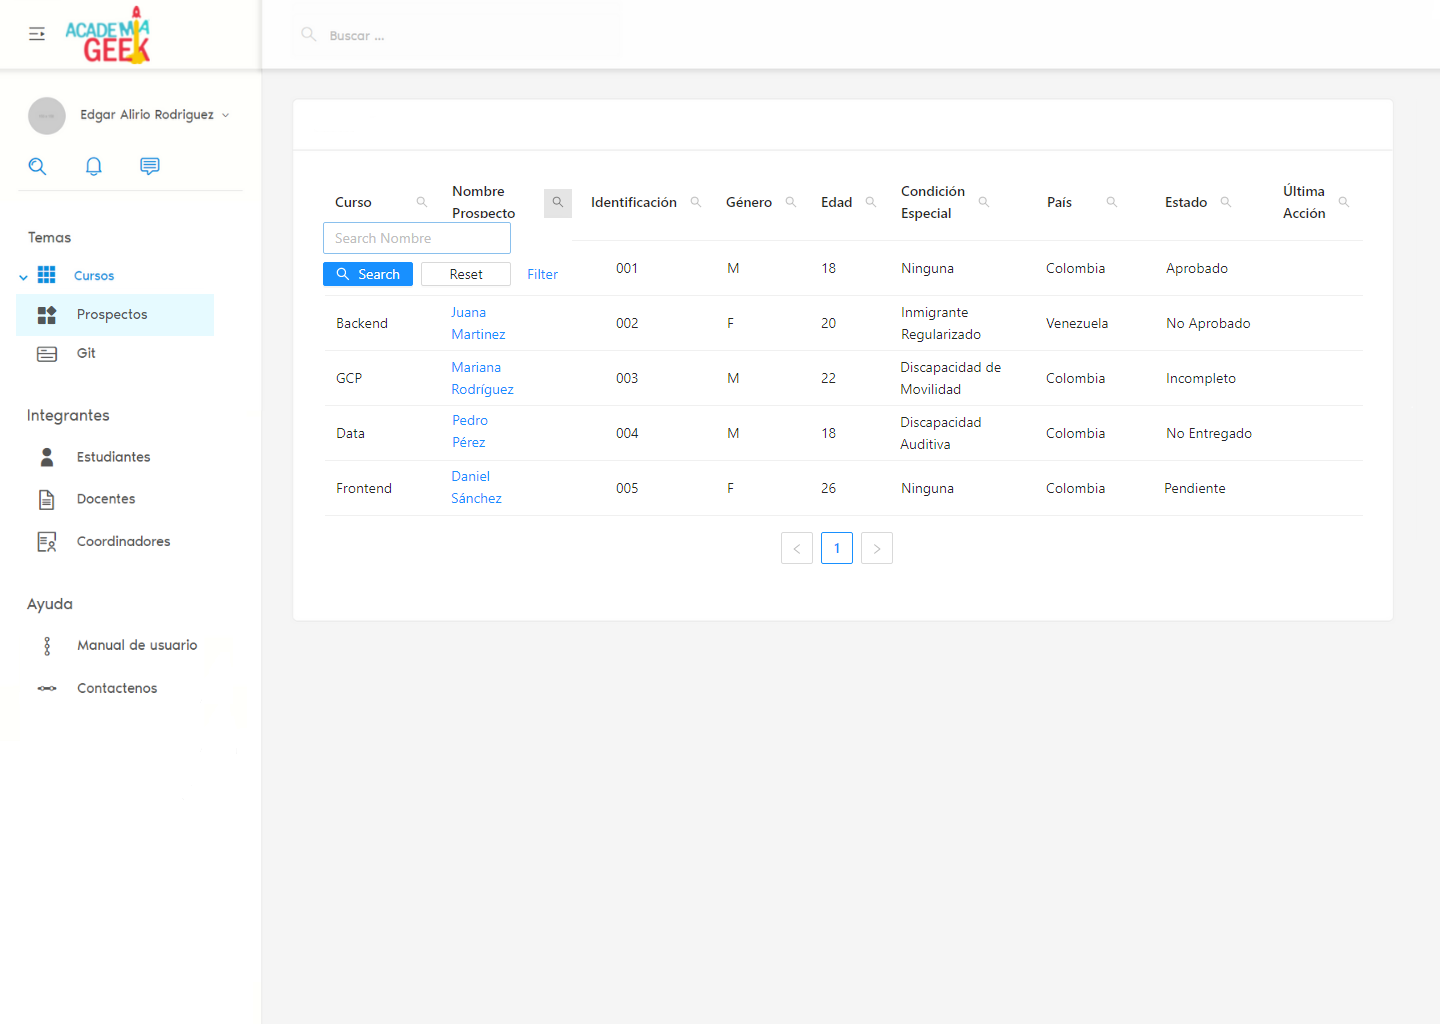 ACADEMIA
GEEK
Buscar ...
Edgar Alirio Rodriguez
Temas
Cursos
Prospectos
Git
Integrantes
Estudiantes
Docentes
Coordinadores
Ayuda
Manual de usuario
Contactenos
Curso
Nombre
Prospecto
Identificación
Género
Edad
Condición
Especial
País
Estado
Última
Acción
Search Nombre
Search
Reset
Filter
001
M
18
Ninguna
Colombia
Aprobado
Backend
Juana
Martinez
002
F
20
Inmigrante
Regularizado
Venezuela
No Aprobado
GCP
Mariana
Rodríguez
003
M
22
Discapacidad de
Movilidad
Colombia
Incompleto
Data
Pedro
Pérez
004
M
18
Discapacidad
Auditiva
Colombia
No Entregado
Frontend
Daniel
Sánchez
005
F
26
Ninguna
Colombia
Pendiente
< 1 >